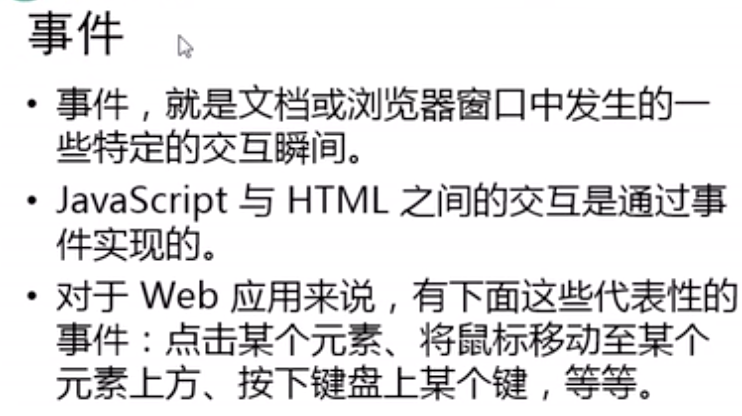 事件
• 事件，就是文档或浏览器窗口中发生的一
些特定的交互瞬间。
• JavaScript 与 HTML 之间的交互是通过事
件实现的。
• 对于 Web 应用来说，有下面这些代表性的
事件：点击某个元素、将鼠标移动至某个
元素上方、按下键盘上某个键，等等。